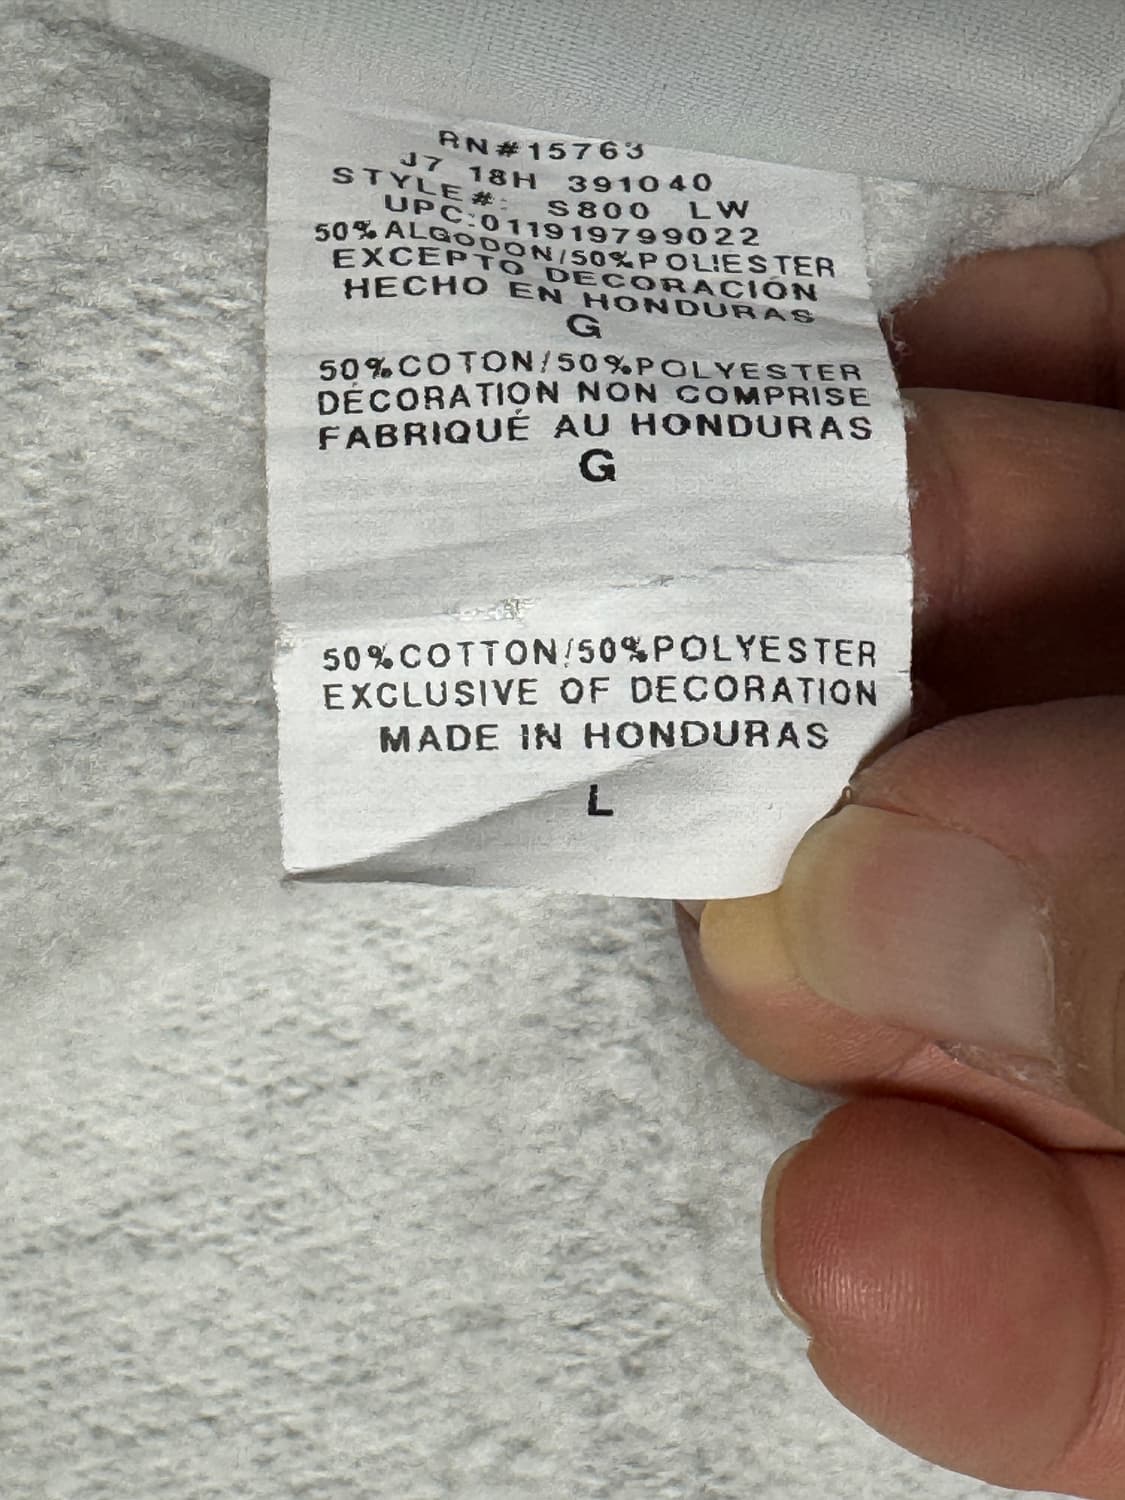 RN#15763
J7 18H 391040
STYLE#: S800 LW
UPC:011919799022
50%ALGODON/50%POLIESTER
EXCEPTO DECORACIÓN
HECHO EN HONDURAS
G
50%COTON/50%POLYESTER
DÉCORATION NON COMPRISE
FABRIQUÉ AU HONDURAS
G
50%COTTON/50%POLYESTER
EXCLUSIVE OF DECORATION
MADE IN HONDURAS
L